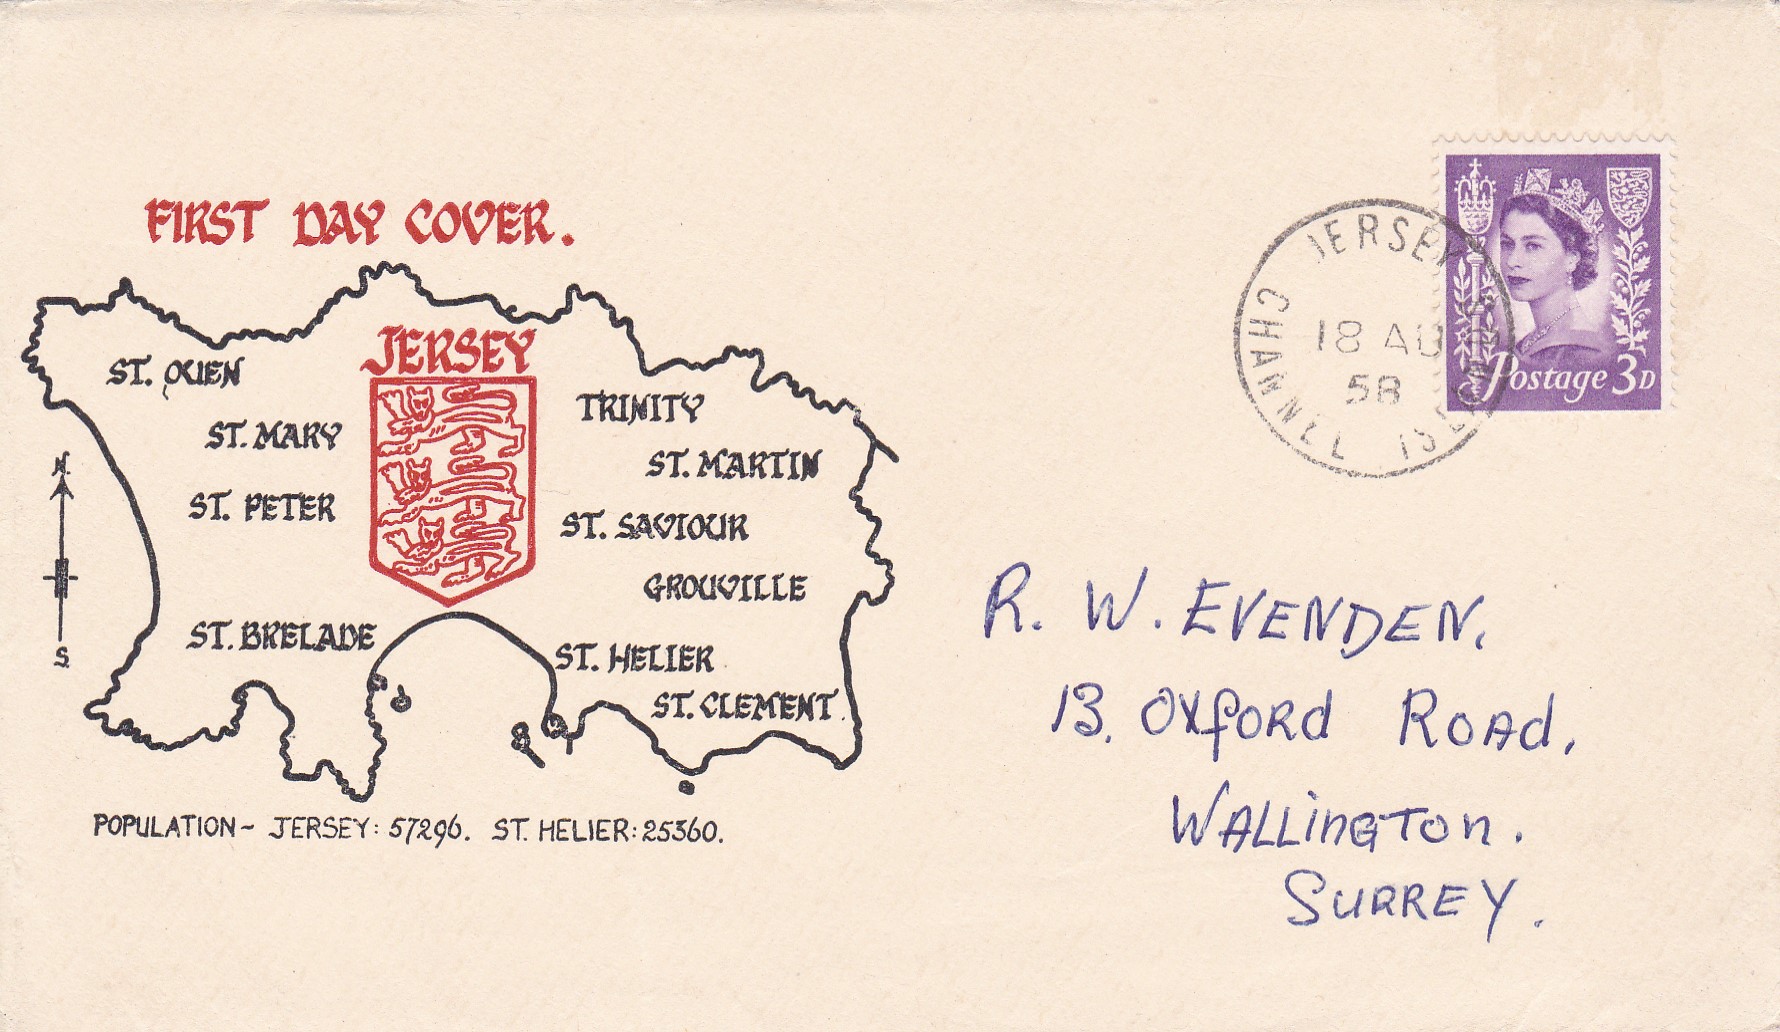 FIRST DAY COVER.
JERSEY
ST. OUEN
TRINITY
ST. MARY
ST. MARTIN
ST. PETER
ST. SAVIOUR
GROUVILLE
ST. BRELADE
ST. HELIER
ST. CLEMENT
N.
S.
POPULATION~ JERSEY: 57296. ST. HELIER: 25360.
JERSEY
18 AU
58
CHANNEL ISLANDS
Postage 3D
R. W. EVENDEN,
13, OXfORd ROAd,
WALLinGTOn.
SURREY.